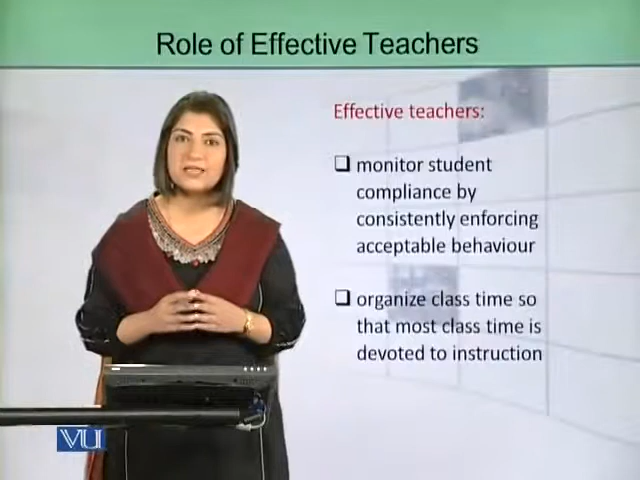 Role of Effective Teachers
Effective teachers:
❑ monitor student
compliance by
consistently enforcing
acceptable behaviour
❑ organize class time so
that most class time is
devoted to instruction
VU